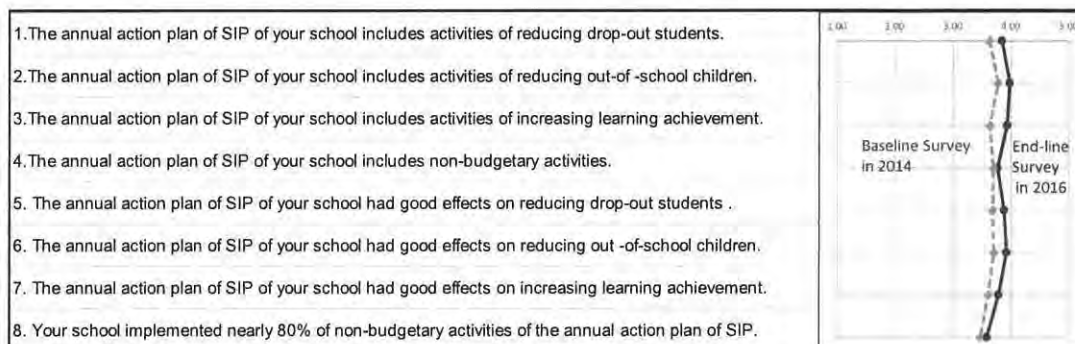 1.The annual action plan of SIP of your school includes activities of reducing drop-out students.
2.The annual action plan of SIP of your school includes activities of reducing out-of -school children.
3.The annual action plan of SIP of your school includes activities of increasing learning achievement.
4.The annual action plan of SIP of your school includes non-budgetary activities.
5. The annual action plan of SIP of your school had good effects on reducing drop-out students .
6. The annual action plan of SIP of your school had good effects on reducing out -of-school children.
7. The annual action plan of SIP of your school had good effects on increasing learning achievement.
8. Your school implemented nearly 80% of non-budgetary activities of the annual action plan of SIP.
1.00 2.00 3.00 4.00 5.00
Baseline Survey
in 2014
End-line
Survey
in 2016